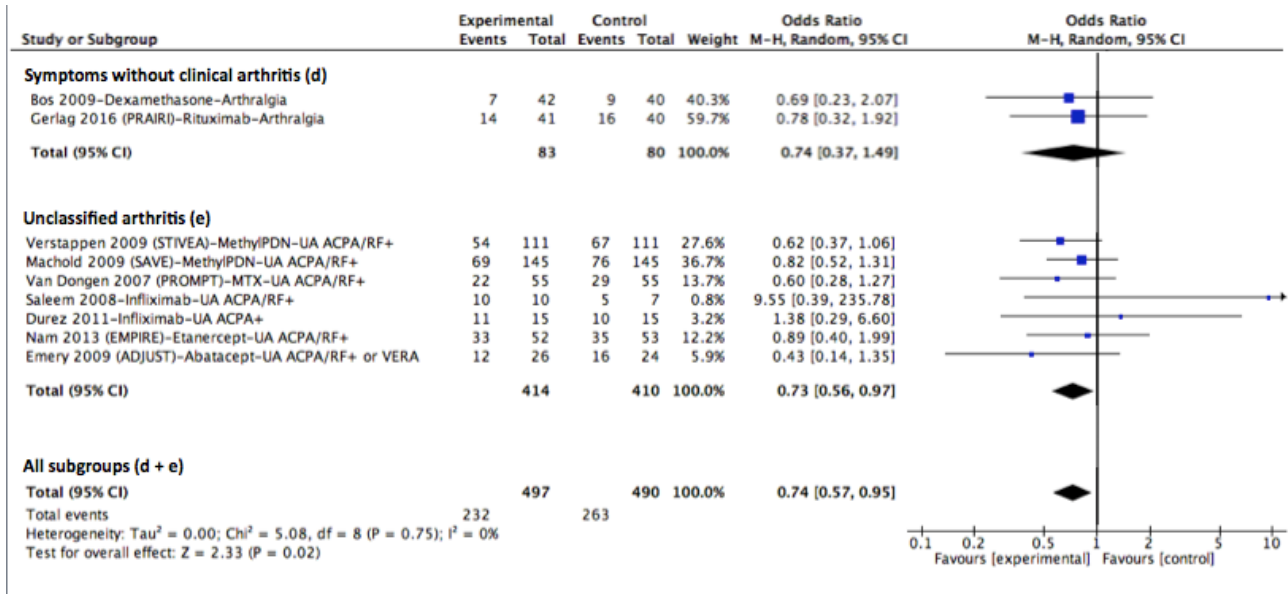 Experimental Control Odds Ratio Odds Ratio
Study or Subgroup Events Total Events Total Weight M-H, Random, 95% CI M-H, Random, 95% CI
Symptoms without clinical arthritis (d)
Bos 2009-Dexamethasone-Arthralgia 7 42 9 40 40.3% 0.69 [0.23, 2.07]
Gerlag 2016 (PRAIRI)-Rituximab-Arthralgia 14 41 16 40 59.7% 0.78 [0.32, 1.92]
Total (95% CI) 83 80 100.0% 0.74 [0.37, 1.49]
Unclassified arthritis (e)
Verstappen 2009 (STIVEA)-MethylPDN-UA ACPA/RF+ 54 111 67 111 27.6% 0.62 [0.37, 1.06]
Machold 2009 (SAVE)-MethylPDN-UA ACPA/RF+ 69 145 76 145 36.7% 0.82 [0.52, 1.31]
Van Dongen 2007 (PROMPT)-MTX-UA ACPA/RF+ 22 55 29 55 13.7% 0.60 [0.28, 1.27]
Saleem 2008-Infliximab-UA ACPA/RF+ 10 10 5 7 0.8% 9.55 [0.39, 235.78]
Durez 2011-Infliximab-UA ACPA+ 11 15 10 15 3.2% 1.38 [0.29, 6.60]
Nam 2013 (EMPIRE)-Etanercept-UA ACPA/RF+ 33 52 35 53 12.2% 0.89 [0.40, 1.99]
Emery 2009 (ADJUST)-Abatacept-UA ACPA/RF+ or VERA 12 26 16 24 5.9% 0.43 [0.14, 1.35]
Total (95% CI) 414 410 100.0% 0.73 [0.56, 0.97]
All subgroups (d + e)
Total (95% CI) 497 490 100.0% 0.74 [0.57, 0.95]
Total events 232 263
Heterogeneity: Tau² = 0.00; Chi² = 5.08, df = 8 (P = 0.75); I² = 0%
Test for overall effect: Z = 2.33 (P = 0.02)
0.1 0.2 0.5 1 2 5 10
Favours [experimental] Favours [control]